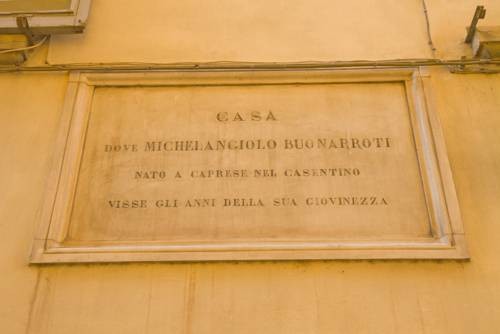 CASA
DOVE MICHELANGIOLO BUONARROTI
NATO A CAPRESE NEL CASENTINO
VISSE GLI ANNI DELLA SUA GIOVINEZZA